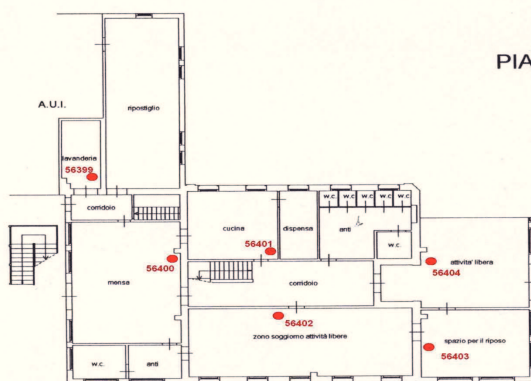 PIA
A.U.I.
ripostiglio
lavanderia
56399
corridoio
w.c. w.c. w.c. w.c. w.c.
cucina
dispensa
anti
56401
w.c.
56400
mensa
56404
attivita' libera
corridoio
56402
zono soggiorno attività libere
spazio per il riposo
56403
w.c.
anti